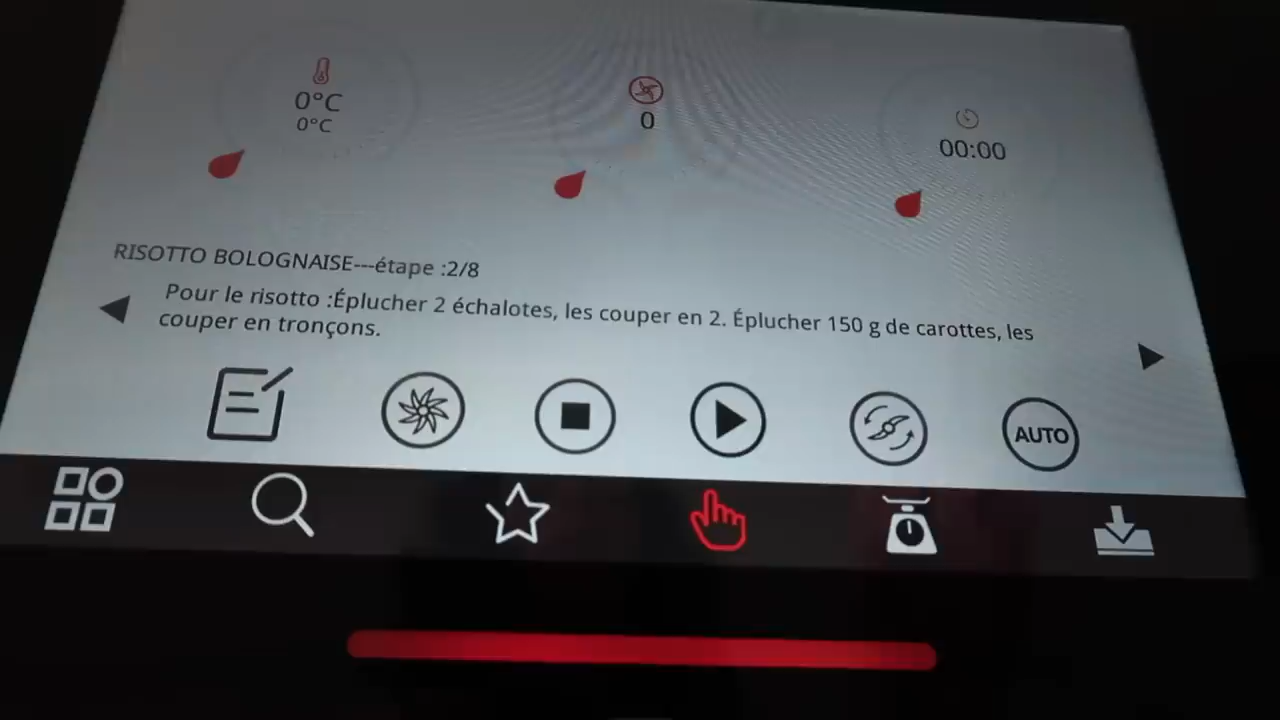 0°C
0°C
0
00:00
RISOTTO BOLOGNAISE---étape :2/8
Pour le risotto :Éplucher 2 échalotes, les couper en 2. Éplucher 150 g de carottes, les
couper en tronçons.
AUTO